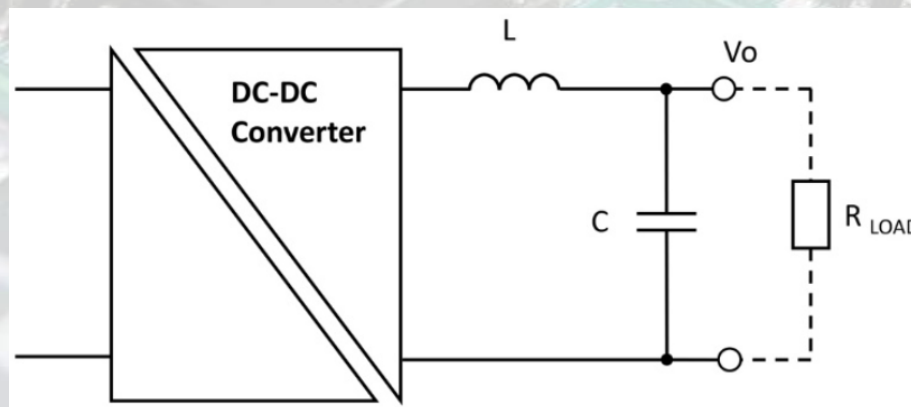 L
Vo
DC-DC
Converter
C
R LOAD